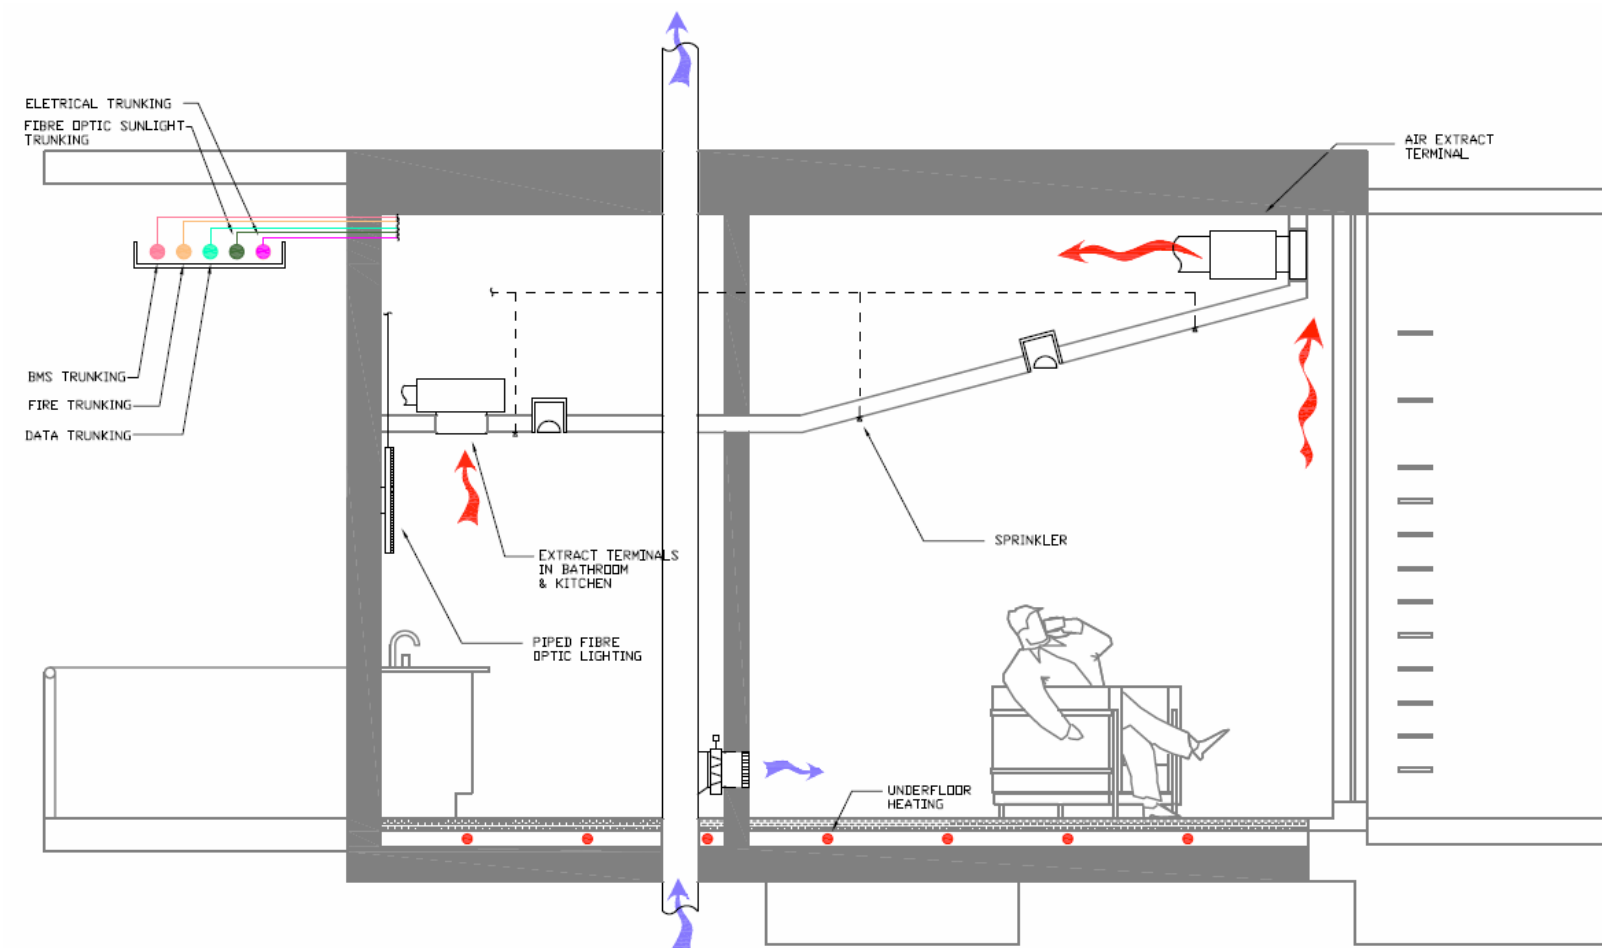 ELETRICAL TRUNKING
FIBRE OPTIC SUNLIGHT
TRUNKING
AIR EXTRACT
TERMINAL
BMS TRUNKING
FIRE TRUNKING
DATA TRUNKING
SPRINKLER
EXTRACT TERMINALS
IN BATHROOM
& KITCHEN
PIPED FIBRE
OPTIC LIGHTING
UNDERFLOOR
HEATING